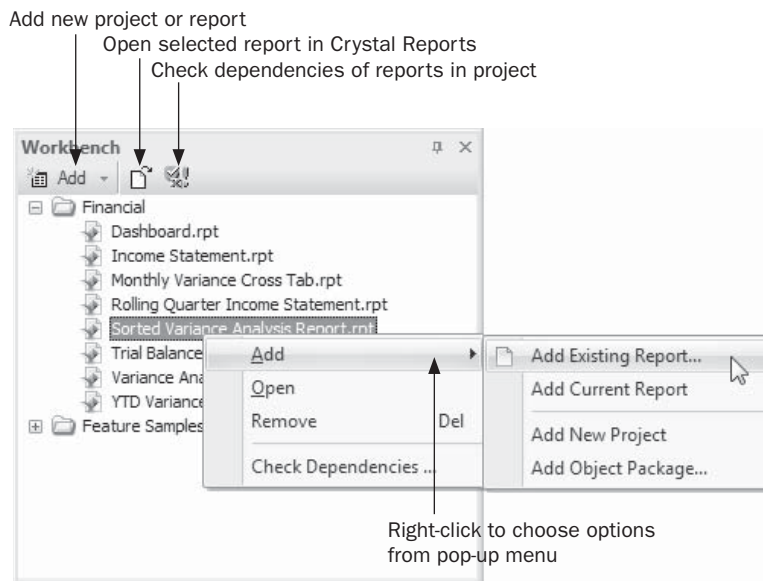 Add new project or report
Open selected report in Crystal Reports
Check dependencies of reports in project
Workbench
Add
Financial
Dashboard.rpt
Income Statement.rpt
Monthly Variance Cross Tab.rpt
Rolling Quarter Income Statement.rpt
Sorted Variance Analysis Report.rpt
Trial Balance
Variance Ana
YTD Variance
Feature Samples
Add
Open
Remove Del
Check Dependencies ...
Add Existing Report...
Add Current Report
Add New Project
Add Object Package...
Right-click to choose options
from pop-up menu